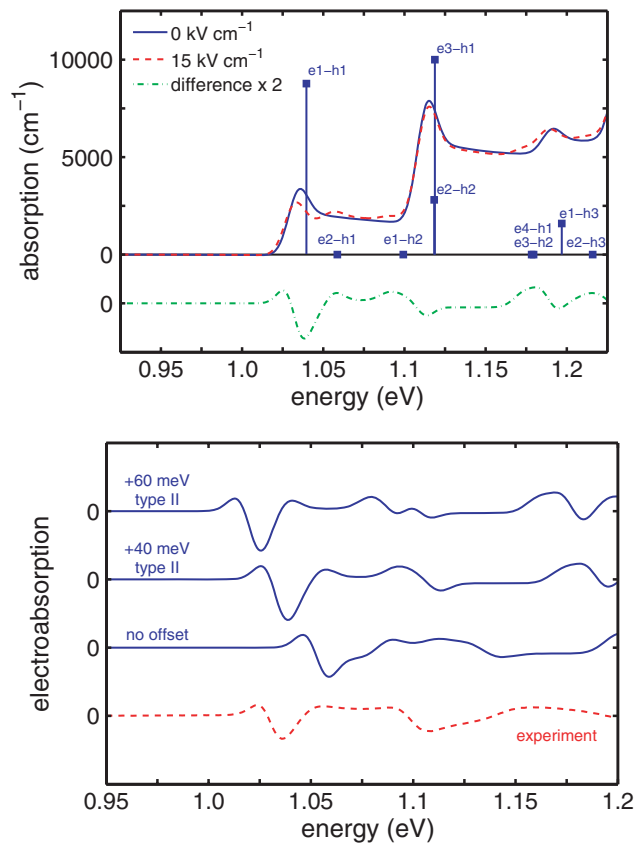 0 kV cm⁻¹
15 kV cm⁻¹
difference x 2
10000
5000
0
0
absorption (cm⁻¹)
e1-h1
e3-h1
e2-h2
e2-h1
e1-h2
e4-h1
e3-h2
e1-h3
e2-h3
0.95 1.0 1.05 1.1 1.15 1.2
energy (eV)
+60 meV
type II
0
+40 meV
type II
0
no offset
0
0
experiment
electroabsorption
0.95 1.0 1.05 1.1 1.15 1.2
energy (eV)